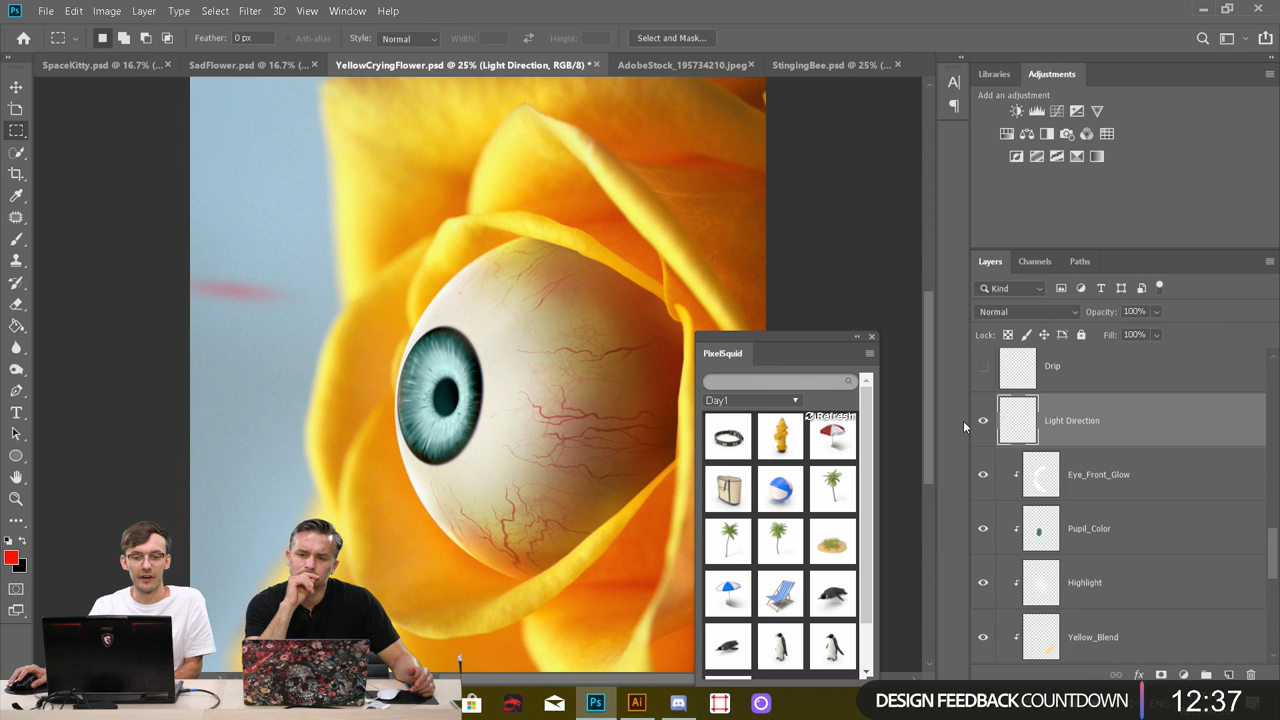 Ps File Edit Image Layer Type Select Filter 3D View Window Help
Feather: 0 px Anti-alias Style: Normal Width: Height: Select and Mask...
SpaceKitty.psd @ 16.7%(... × SadFlower.psd @ 16.7%(... × YellowCryingFlower.psd @ 25% (Light Direction, RGB/8) * × AdobeStock_195734210.jpeg × StingingBee.psd @ 25% (... ×
Libraries Adjustments
Add an adjustment
Layers Channels Paths
Kind
Normal Opacity: 100%
Lock: Fill: 100%
Drip
Light Direction
Eye_Front_Glow
Pupil_Color
Highlight
Yellow_Blend
PixelSquid
Day1
Refresh
Ps Ai
DESIGN FEEDBACK COUNTDOWN 12:37